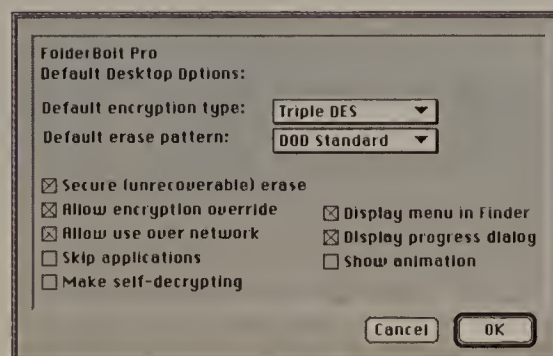 FolderBolt Pro
Default Desktop Options:
Default encryption type: Triple DES
Default erase pattern: DOD Standard
Secure (unrecoverable) erase
Allow encryption override
Allow use over network
Skip applications
Make self-decrypting
Display menu in Finder
Display progress dialog
Show animation
Cancel OK